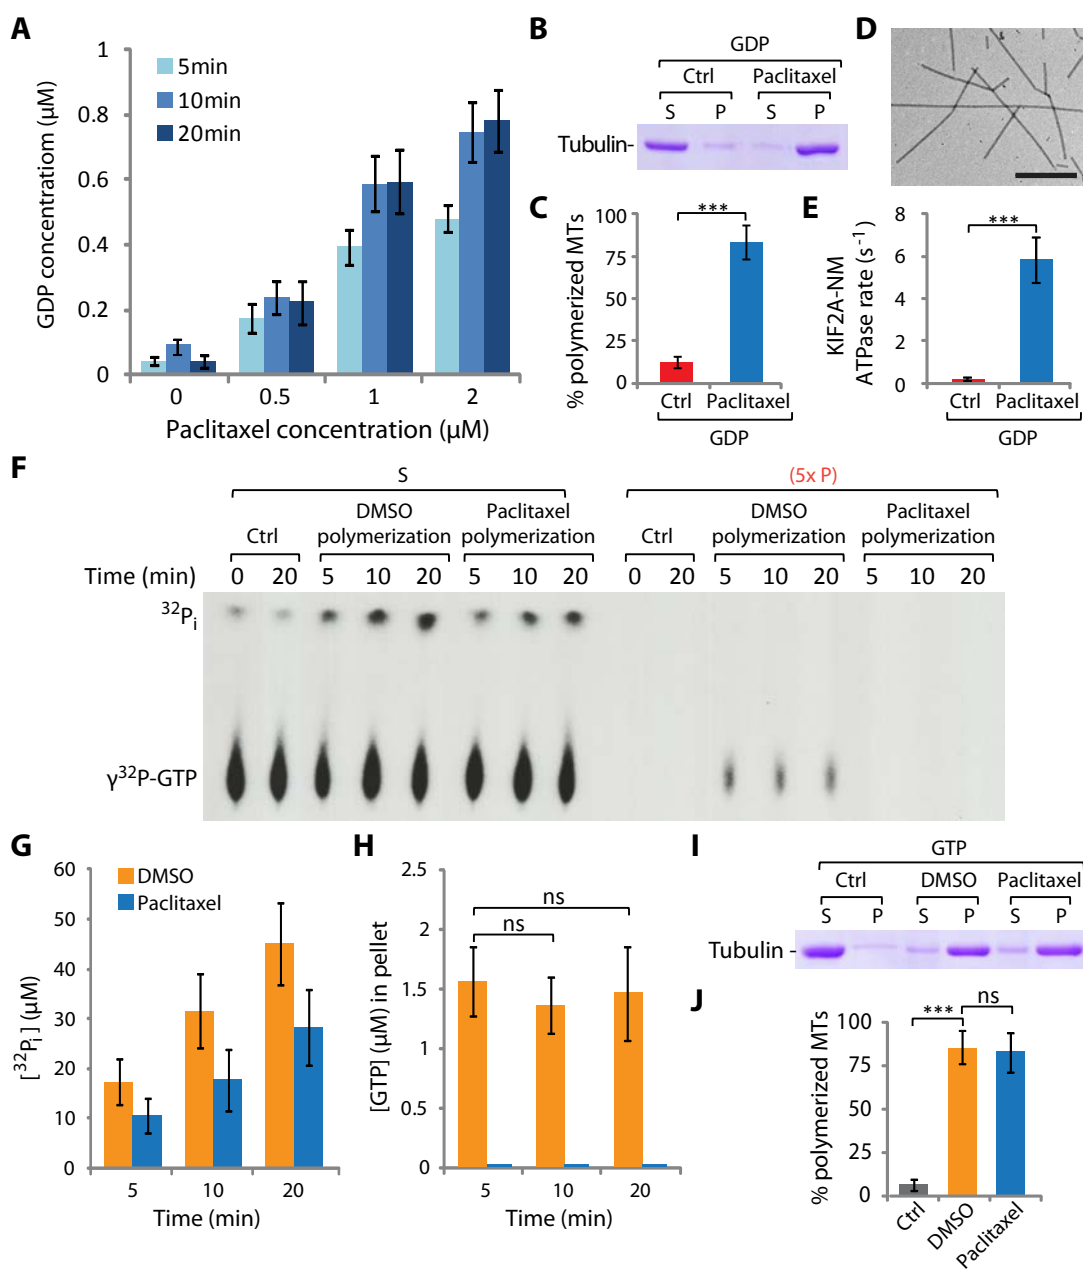 A
GDP concentratiom (µM)
1
0.8
0.6
0.4
0.2
0
5min
10min
20min
0 0.5 1 2
Paclitaxel concentration (µM)
B
GDP
Ctrl Paclitaxel
S P S P
Tubulin-
C
% polymerized MTs
100
75
50
25
0
***
Ctrl Paclitaxel
GDP
D
E
KIF2A-NM
ATPase rate (s⁻¹)
8
6
4
2
0
***
Ctrl Paclitaxel
GDP
F
S (5x P)
Ctrl DMSO polymerization Paclitaxel polymerization Ctrl DMSO polymerization Paclitaxel polymerization
Time (min) 0 20 5 10 20 5 10 20 0 20 5 10 20 5 10 20
³²Pᵢ
γ³²P-GTP
G
[³²Pᵢ] (µM)
60
50
40
30
20
10
0
DMSO
Paclitaxel
5 10 20
Time (min)
H
[GTP] (µM) in pellet
2.5
2
1.5
1
0.5
0
ns
ns
5 10 20
Time (min)
I
GTP
Ctrl DMSO Paclitaxel
S P S P S P
Tubulin -
J
% polymerized MTs
100
75
50
25
0
*** ns
Ctrl DMSO Paclitaxel